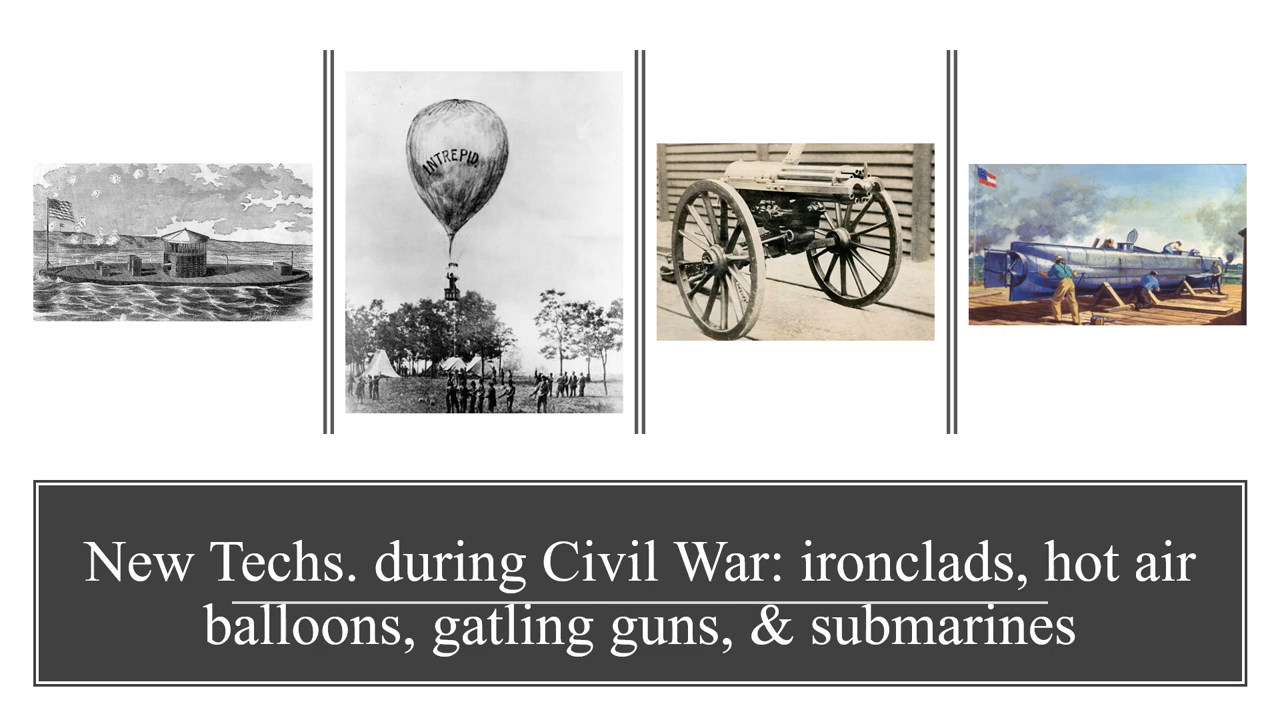 INTREPID.
New Techs. during Civil War: ironclads, hot air
balloons, gatling guns, & submarines